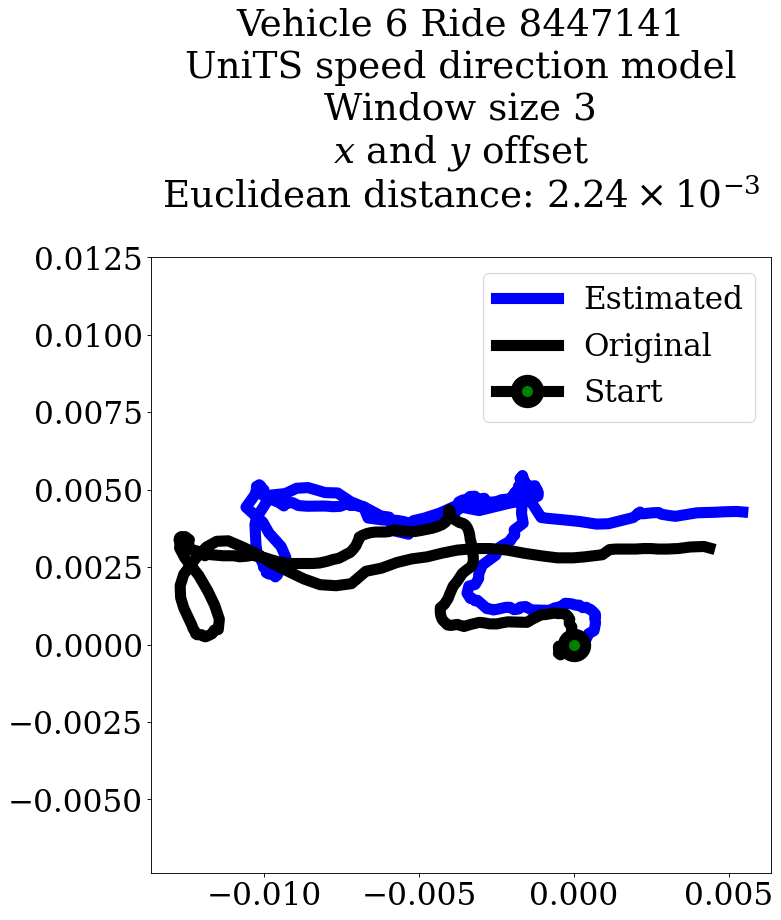 Vehicle 6 Ride 8447141
UniTS speed direction model
Window size 3
x and y offset
Euclidean distance: 2.24 × 10⁻³
Estimated
Original
Start
0.0125
0.0100
0.0075
0.0050
0.0025
0.0000
−0.0025
−0.0050
−0.010 −0.005 0.000 0.005